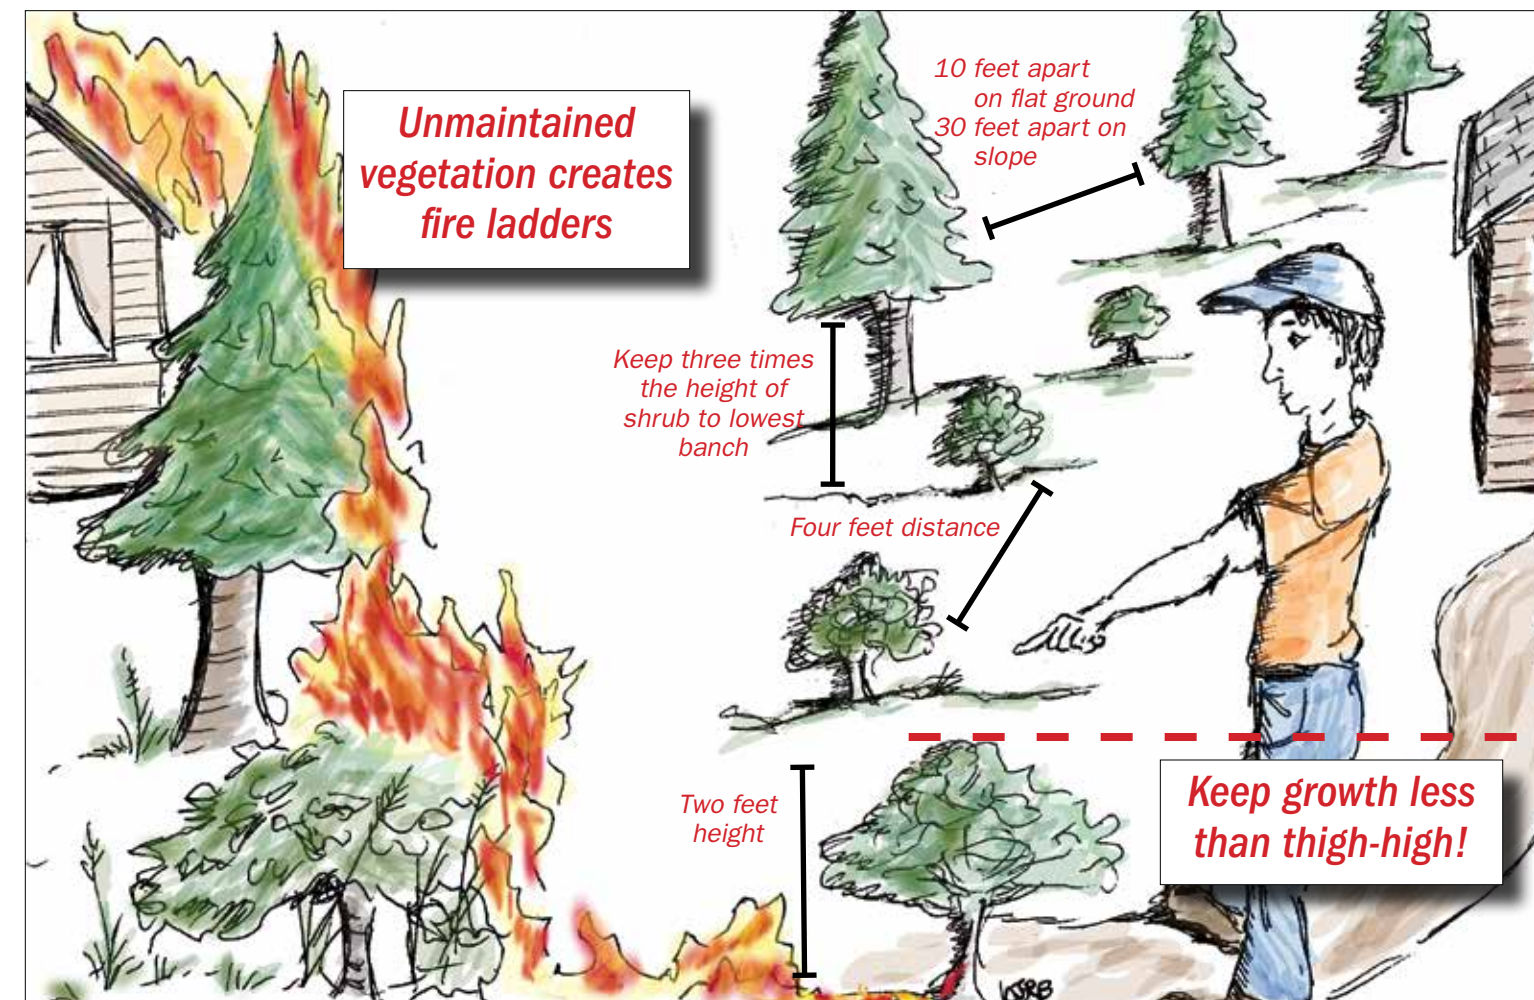 Unmaintained
vegetation creates
fire ladders
10 feet apart
on flat ground
30 feet apart on
slope
Keep three times
the height of
shrub to lowest
banch
Four feet distance
Two feet
height
Keep growth less
than thigh-high!